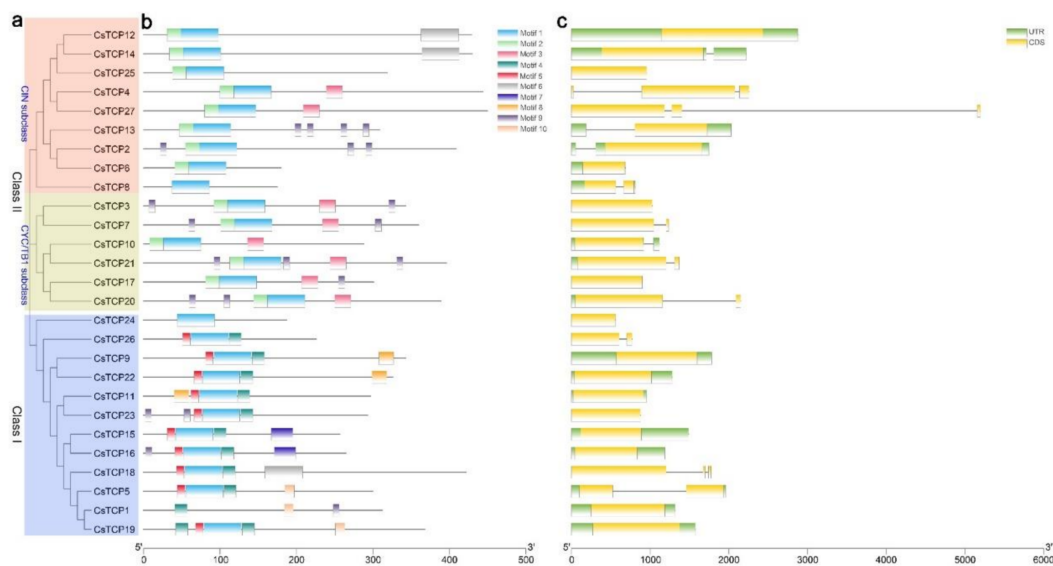 a
b
c
CsTCP12
CsTCP14
CsTCP25
CsTCP4
CsTCP27
CsTCP13
CsTCP2
CsTCP6
CsTCP8
CsTCP3
CsTCP7
CsTCP10
CsTCP21
CsTCP17
CsTCP20
CsTCP24
CsTCP26
CsTCP9
CsTCP22
CsTCP11
CsTCP23
CsTCP15
CsTCP16
CsTCP18
CsTCP5
CsTCP1
CsTCP19
CIN subclass
Class II
CYC/TB1 subclass
Class I
Motif 1
Motif 2
Motif 3
Motif 4
Motif 5
Motif 6
Motif 7
Motif 8
Motif 9
Motif 10
UTR
CDS
5' 3'
0 100 200 300 400 500
5' 3'
0 1000 2000 3000 4000 5000 6000